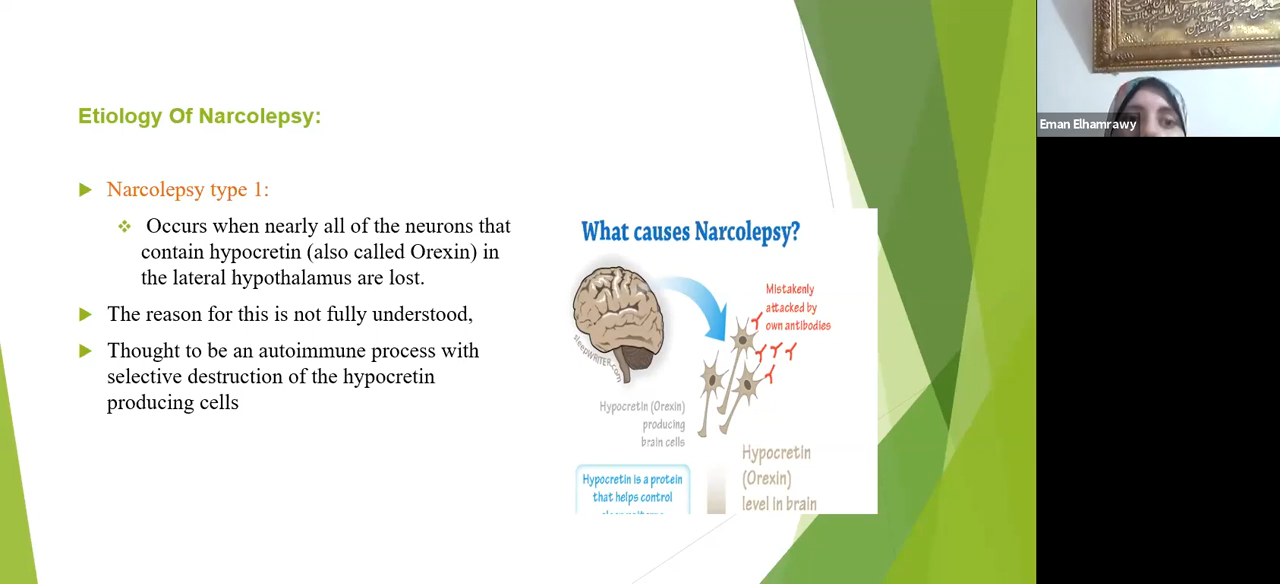 Etiology Of Narcolepsy:
Narcolepsy type 1:
Occurs when nearly all of the neurons that
contain hypocretin (also called Orexin) in
the lateral hypothalamus are lost.
The reason for this is not fully understood,
Thought to be an autoimmune process with
selective destruction of the hypocretin
producing cells
What causes Narcolepsy?
Mistakenly
attacked by
own antibodies
sleepWRITER.com
Hypocretin (Orexin)
producing
brain cells
Hypocretin
(Orexin)
level in brain
Hypocretin is a protein
that helps control
Eman Elhamrawy